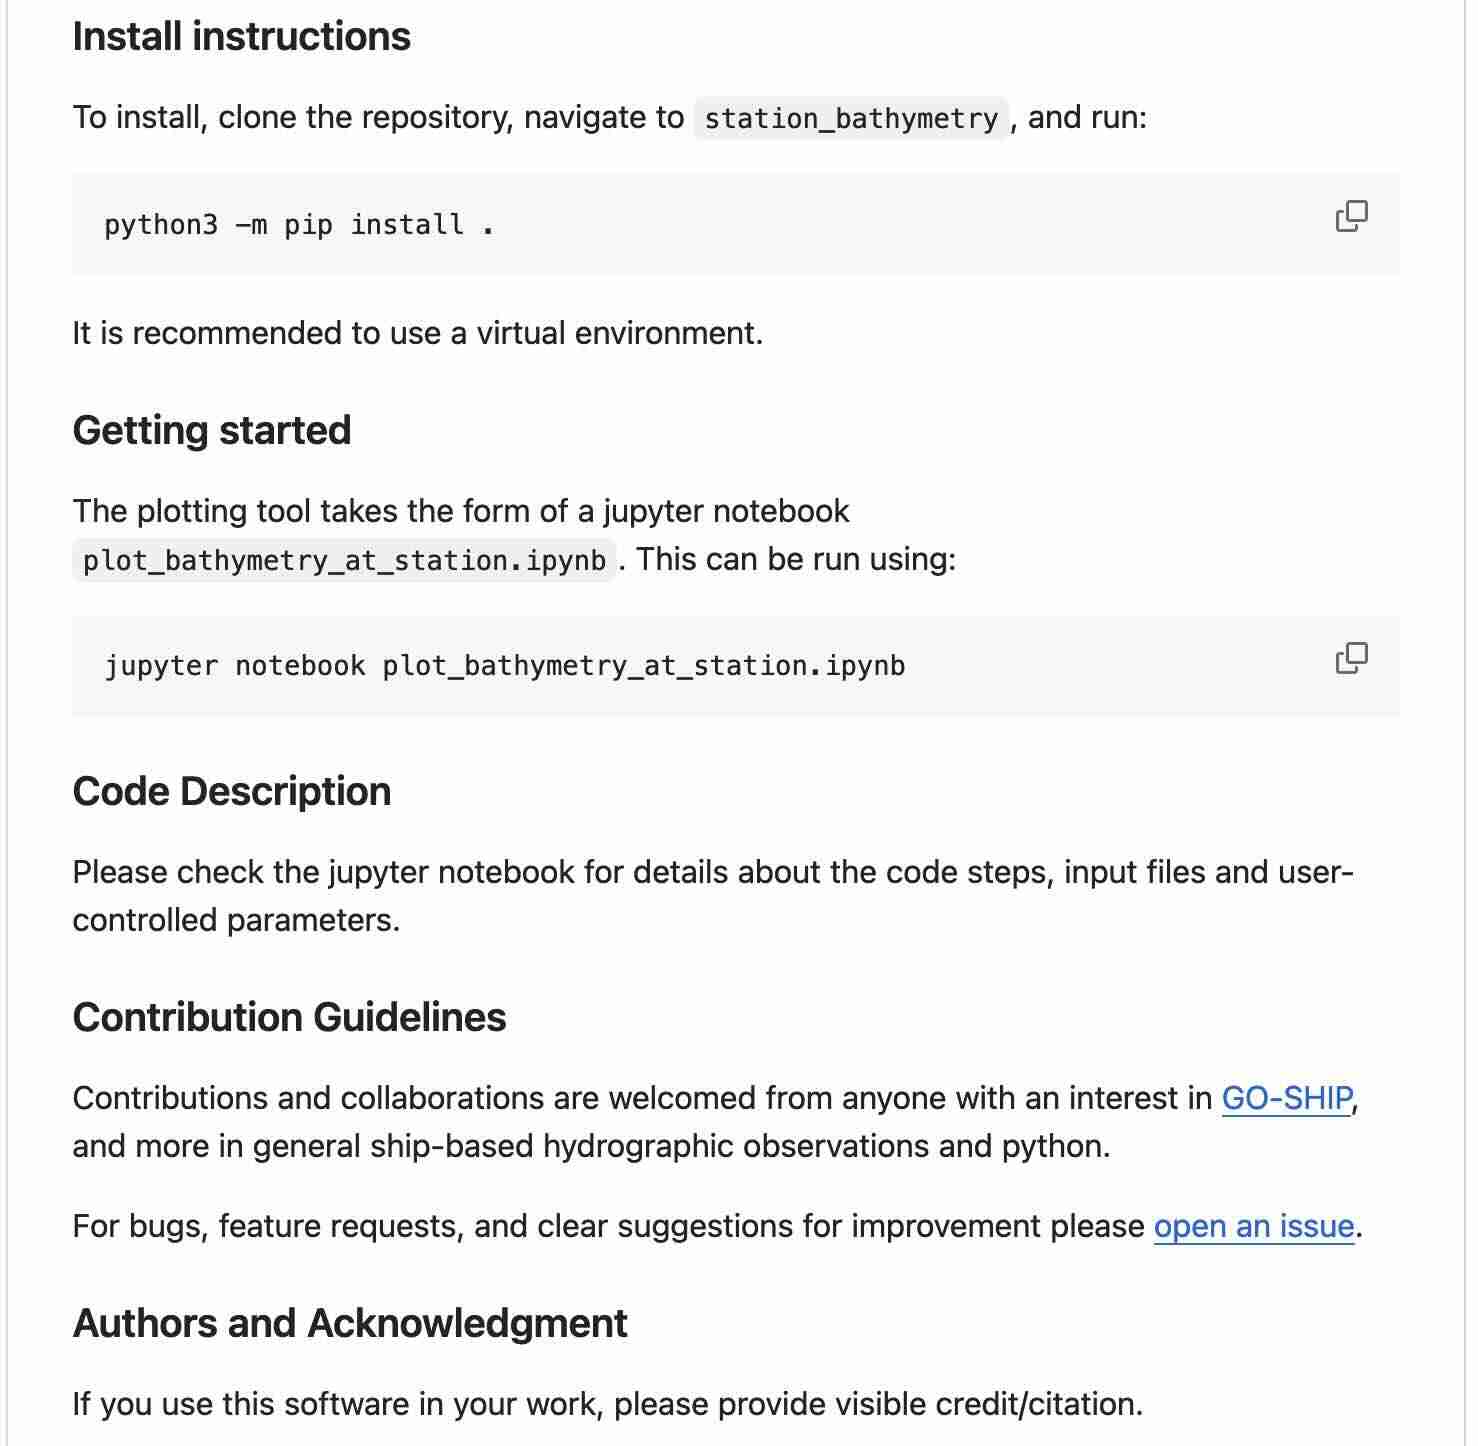 Install instructions
To install, clone the repository, navigate to station_bathymetry, and run:
python3 -m pip install .
It is recommended to use a virtual environment.
Getting started
The plotting tool takes the form of a jupyter notebook
plot_bathymetry_at_station.ipynb. This can be run using:
jupyter notebook plot_bathymetry_at_station.ipynb
Code Description
Please check the jupyter notebook for details about the code steps, input files and user-
controlled parameters.
Contribution Guidelines
Contributions and collaborations are welcomed from anyone with an interest in GO-SHIP,
and more in general ship-based hydrographic observations and python.
For bugs, feature requests, and clear suggestions for improvement please open an issue.
Authors and Acknowledgment
If you use this software in your work, please provide visible credit/citation.